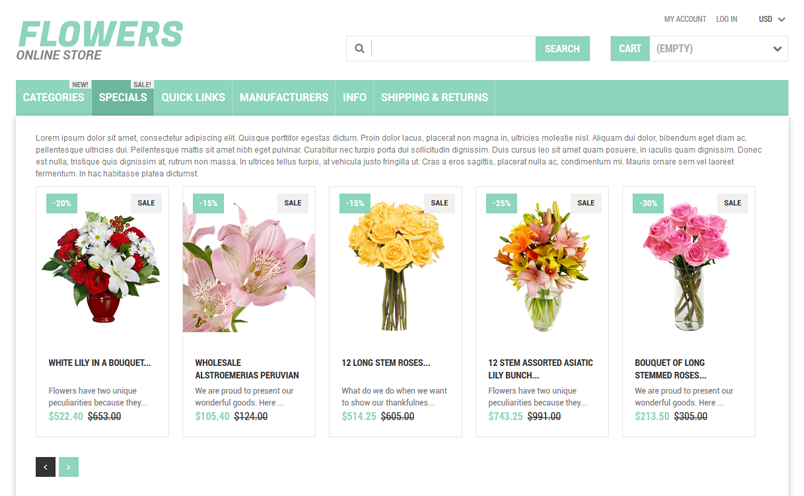 FLOWERS
ONLINE STORE
MY ACCOUNT LOG IN USD
SEARCH
CART (EMPTY)
NEW! SALE!
CATEGORIES SPECIALS QUICK LINKS MANUFACTURERS INFO SHIPPING & RETURNS
Lorem ipsum dolor sit amet, consectetur adipiscing elit. Quisque porttitor egestas dictum. Proin dolor lacus, placerat non magna in, ultricies molestie nisl. Aliquam dui dolor, bibendum eget diam ac,
pellentesque ultricies dui. Pellentesque mattis sit amet nibh eget pulvinar. Curabitur nec turpis porta dui sollicitudin dignissim. Duis cursus leo sit amet quam posuere, in iaculis quam dignissim. Donec
est nulla, tristique quis dignissim at, rutrum non massa. In ultrices tellus turpis, at vehicula justo fringilla ut. Cras a eros sagittis, placerat nulla ac, condimentum mi. Mauris ornare sem vel laoreet
fermentum. In hac habitasse platea dictumst.
-20% SALE
WHITE LILY IN A BOUQUET...
Flowers have two unique
peculiarities because they...
$522.40 $653.00
-15% SALE
WHOLESALE
ALSTROEMERIAS PERUVIAN
We are proud to present our
wonderful goods. Here ...
$105.40 $124.00
-15% SALE
12 LONG STEM ROSES...
What do we do when we want
to show our thankfulnes...
$514.25 $605.00
-25% SALE
12 STEM ASSORTED ASIATIC
LILY BUNCH...
Flowers have two unique
peculiarities because they...
$743.25 $991.00
-30% SALE
BOUQUET OF LONG
STEMMED ROSES...
We are proud to present our
wonderful goods. Here ...
$213.50 $305.00